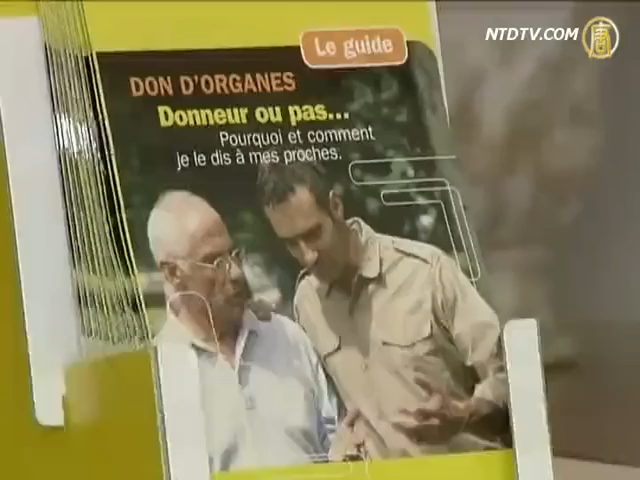 NTDTV.COM
Le guide
DON D'ORGANES
Donneur ou pas...
Pourquoi et comment
je le dis à mes proches.